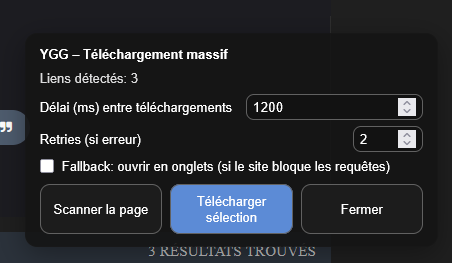 YGG – Téléchargement massif
Liens détectés: 3
Délai (ms) entre téléchargements 1200
Retries (si erreur) 2
Fallback: ouvrir en onglets (si le site bloque les requêtes)
Scanner la page
Télécharger
sélection
Fermer
3 RÉSULTATS TROUVÉS